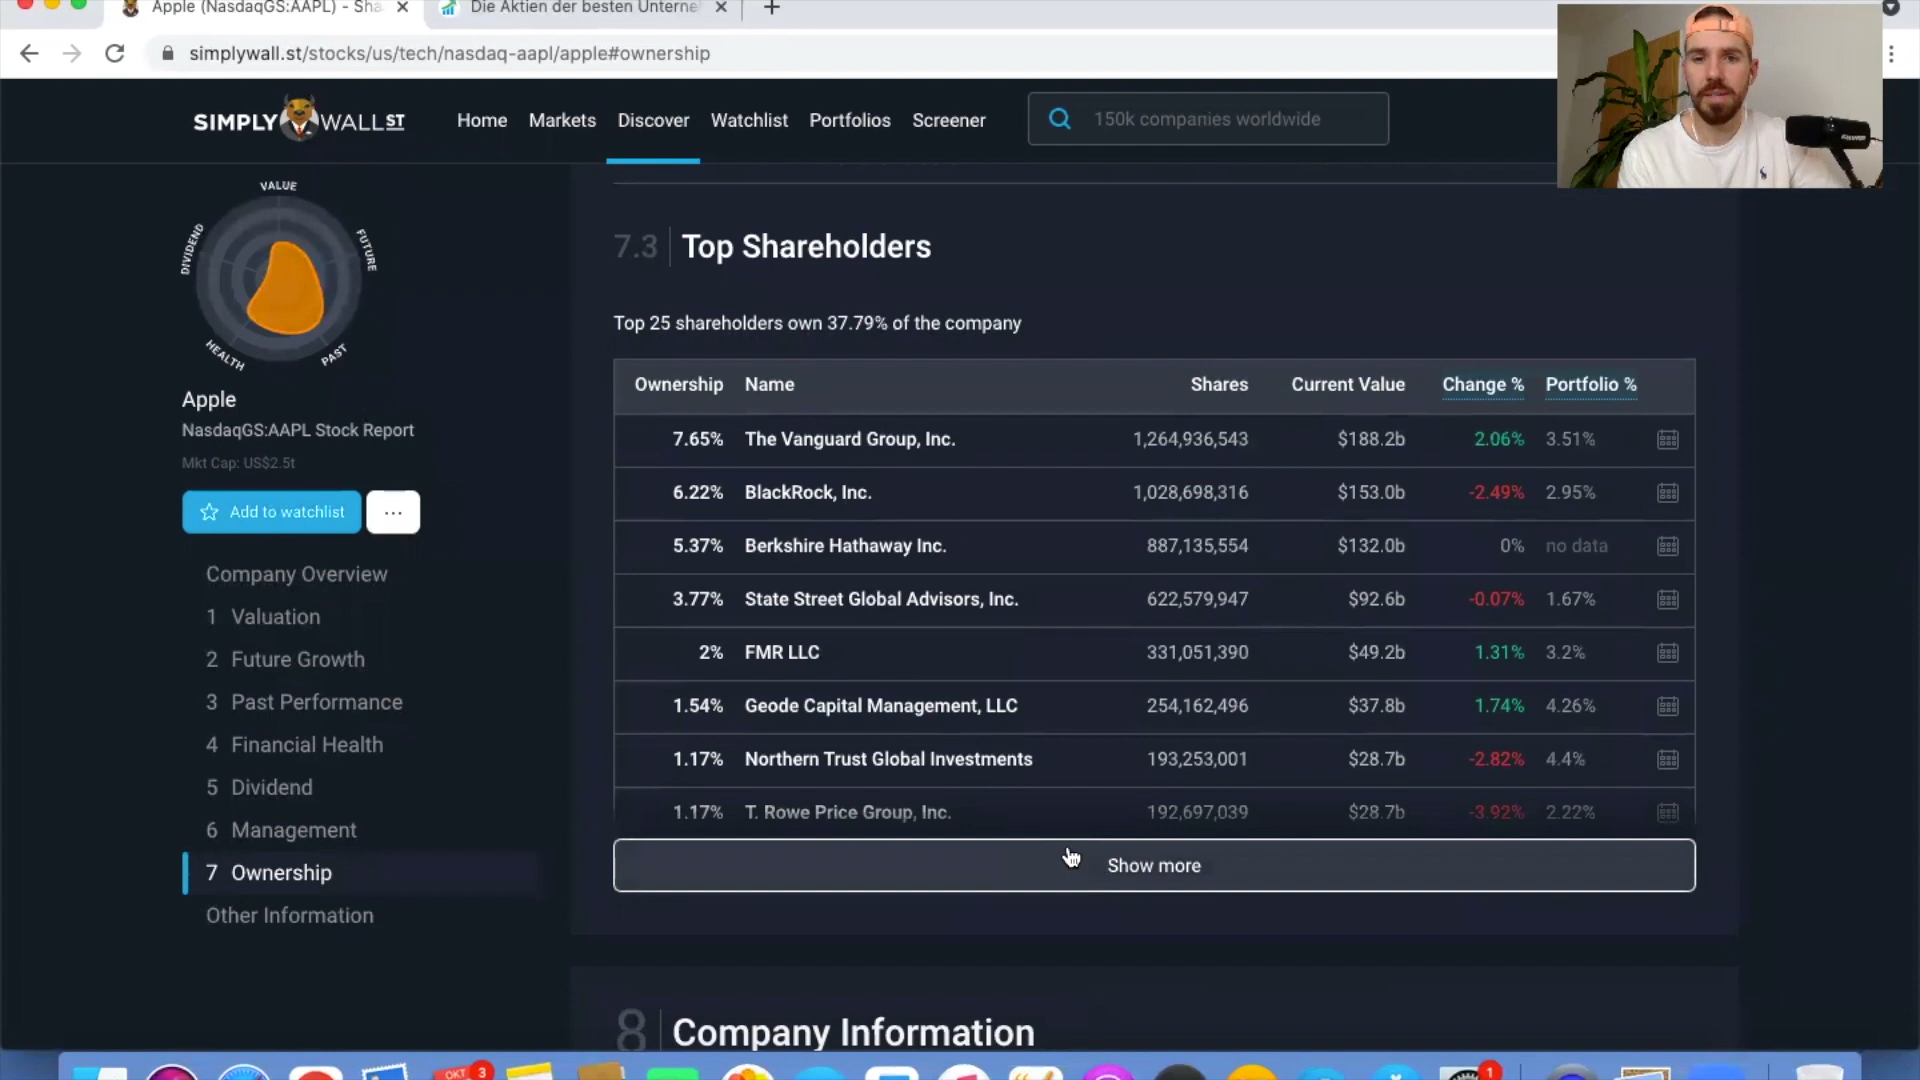 Apple (NasdaqGS:AAPL) - Sha
Die Aktien der besten Unterne
simplywall.st/stocks/us/tech/nasdaq-aapl/apple#ownership
SIMPLY WALL ST
Home Markets Discover Watchlist Portfolios Screener
150k companies worldwide
VALUE
FUTURE
PAST
HEALTH
DIVIDEND
Apple
NasdaqGS:AAPL Stock Report
Mkt Cap: US$2.5t
Add to watchlist
...
Company Overview
1 Valuation
2 Future Growth
3 Past Performance
4 Financial Health
5 Dividend
6 Management
7 Ownership
Other Information
7.3 Top Shareholders
Top 25 shareholders own 37.79% of the company
Ownership Name Shares Current Value Change % Portfolio %
7.65% The Vanguard Group, Inc. 1,264,936,543 $188.2b 2.06% 3.51%
6.22% BlackRock, Inc. 1,028,698,316 $153.0b -2.49% 2.95%
5.37% Berkshire Hathaway Inc. 887,135,554 $132.0b 0% no data
3.77% State Street Global Advisors, Inc. 622,579,947 $92.6b -0.07% 1.67%
2% FMR LLC 331,051,390 $49.2b 1.31% 3.2%
1.54% Geode Capital Management, LLC 254,162,496 $37.8b 1.74% 4.26%
1.17% Northern Trust Global Investments 193,253,001 $28.7b -2.82% 4.4%
1.17% T. Rowe Price Group, Inc. 192,697,039 $28.7b -3.92% 2.22%
Show more
8 Company Information
OKT 3
1